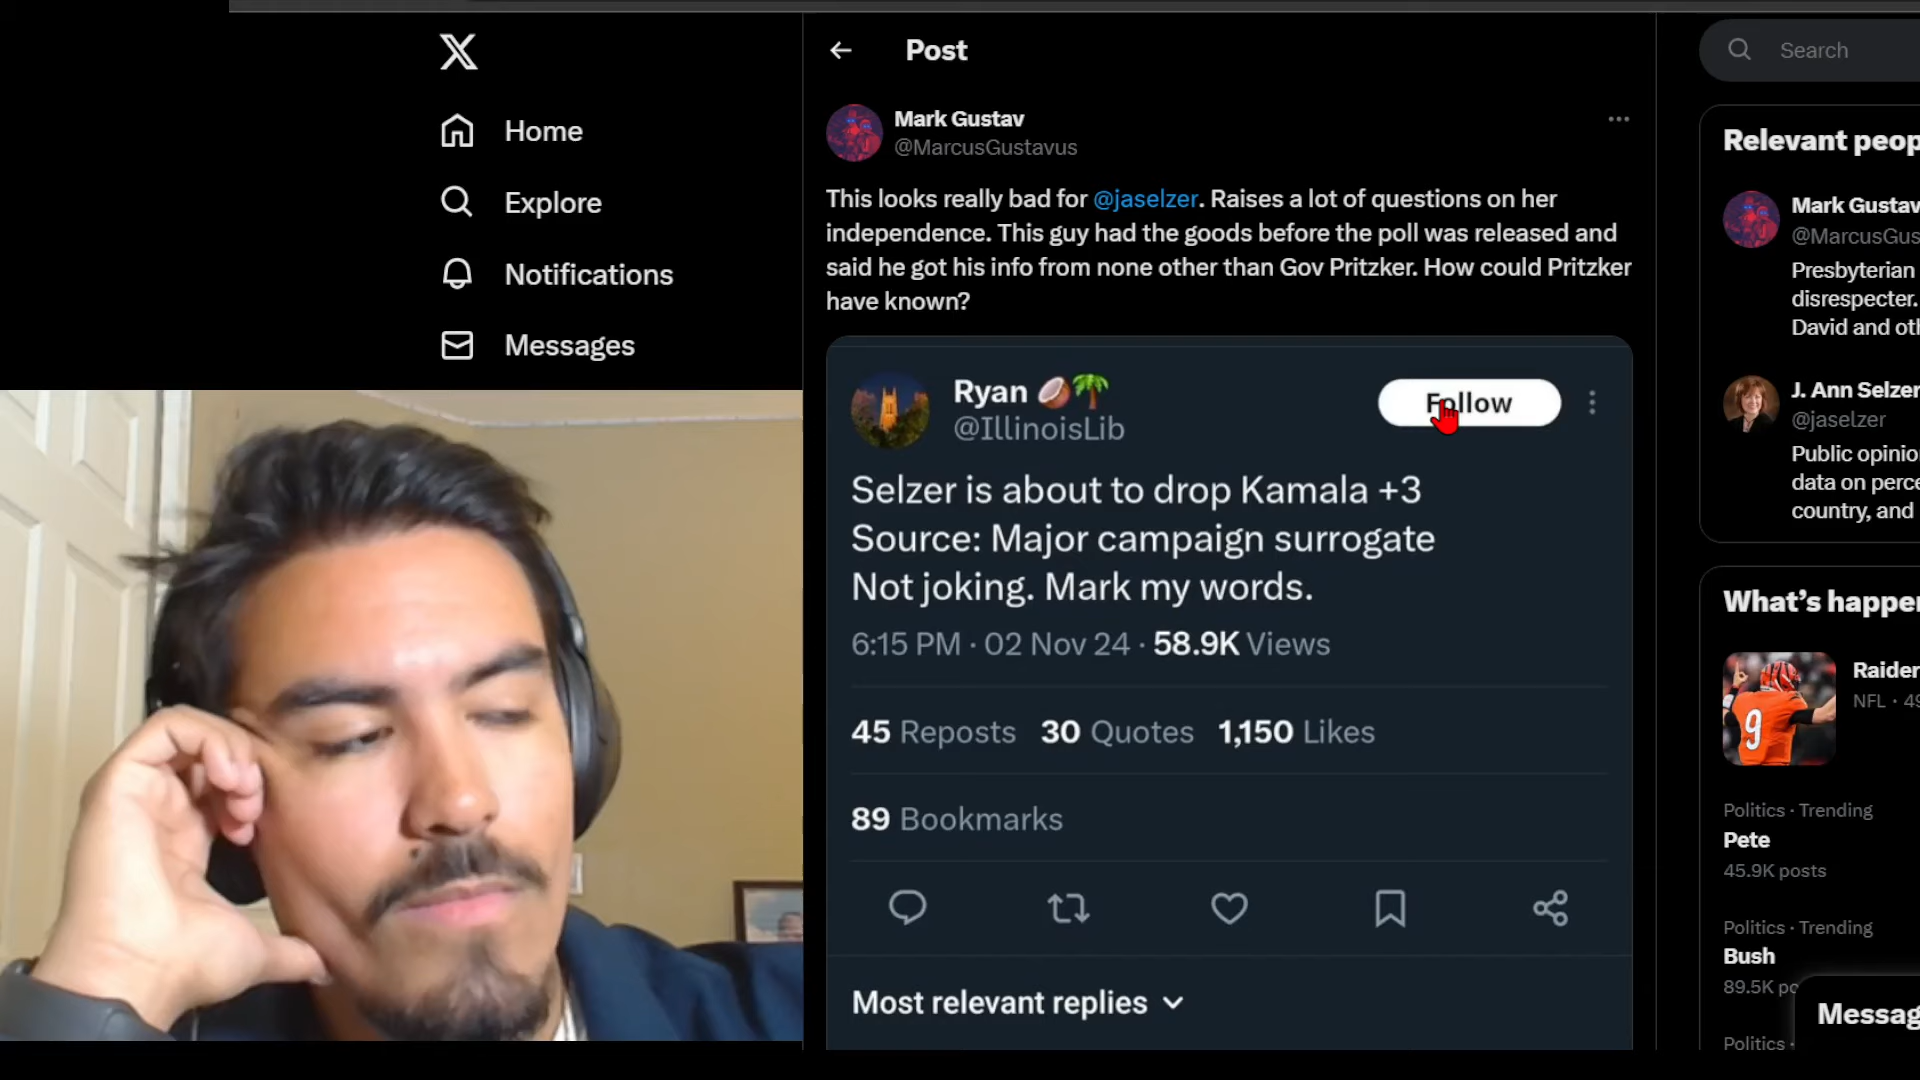 Home
Explore
Notifications
Messages
Post
Mark Gustav
@MarcusGustavus
This looks really bad for @jaselzer. Raises a lot of questions on her
independence. This guy had the goods before the poll was released and
said he got his info from none other than Gov Pritzker. How could Pritzker
have known?
Ryan 🥥🌴
@IllinoisLib
Follow
Selzer is about to drop Kamala +3
Source: Major campaign surrogate
Not joking. Mark my words.
6:15 PM · 02 Nov 24 · 58.9K Views
45 Reposts 30 Quotes 1,150 Likes
89 Bookmarks
Most relevant replies
Search
Relevant peop
Mark Gustav
@MarcusGus
Presbyterian
disrespecter.
David and oth
J. Ann Selzer
@jaselzer
Public opinio
data on perce
country, and
What's happen
9
Raider
NFL · 49
Politics · Trending
Pete
45.9K posts
Politics · Trending
Bush
89.5K po
Politics ·
Messag